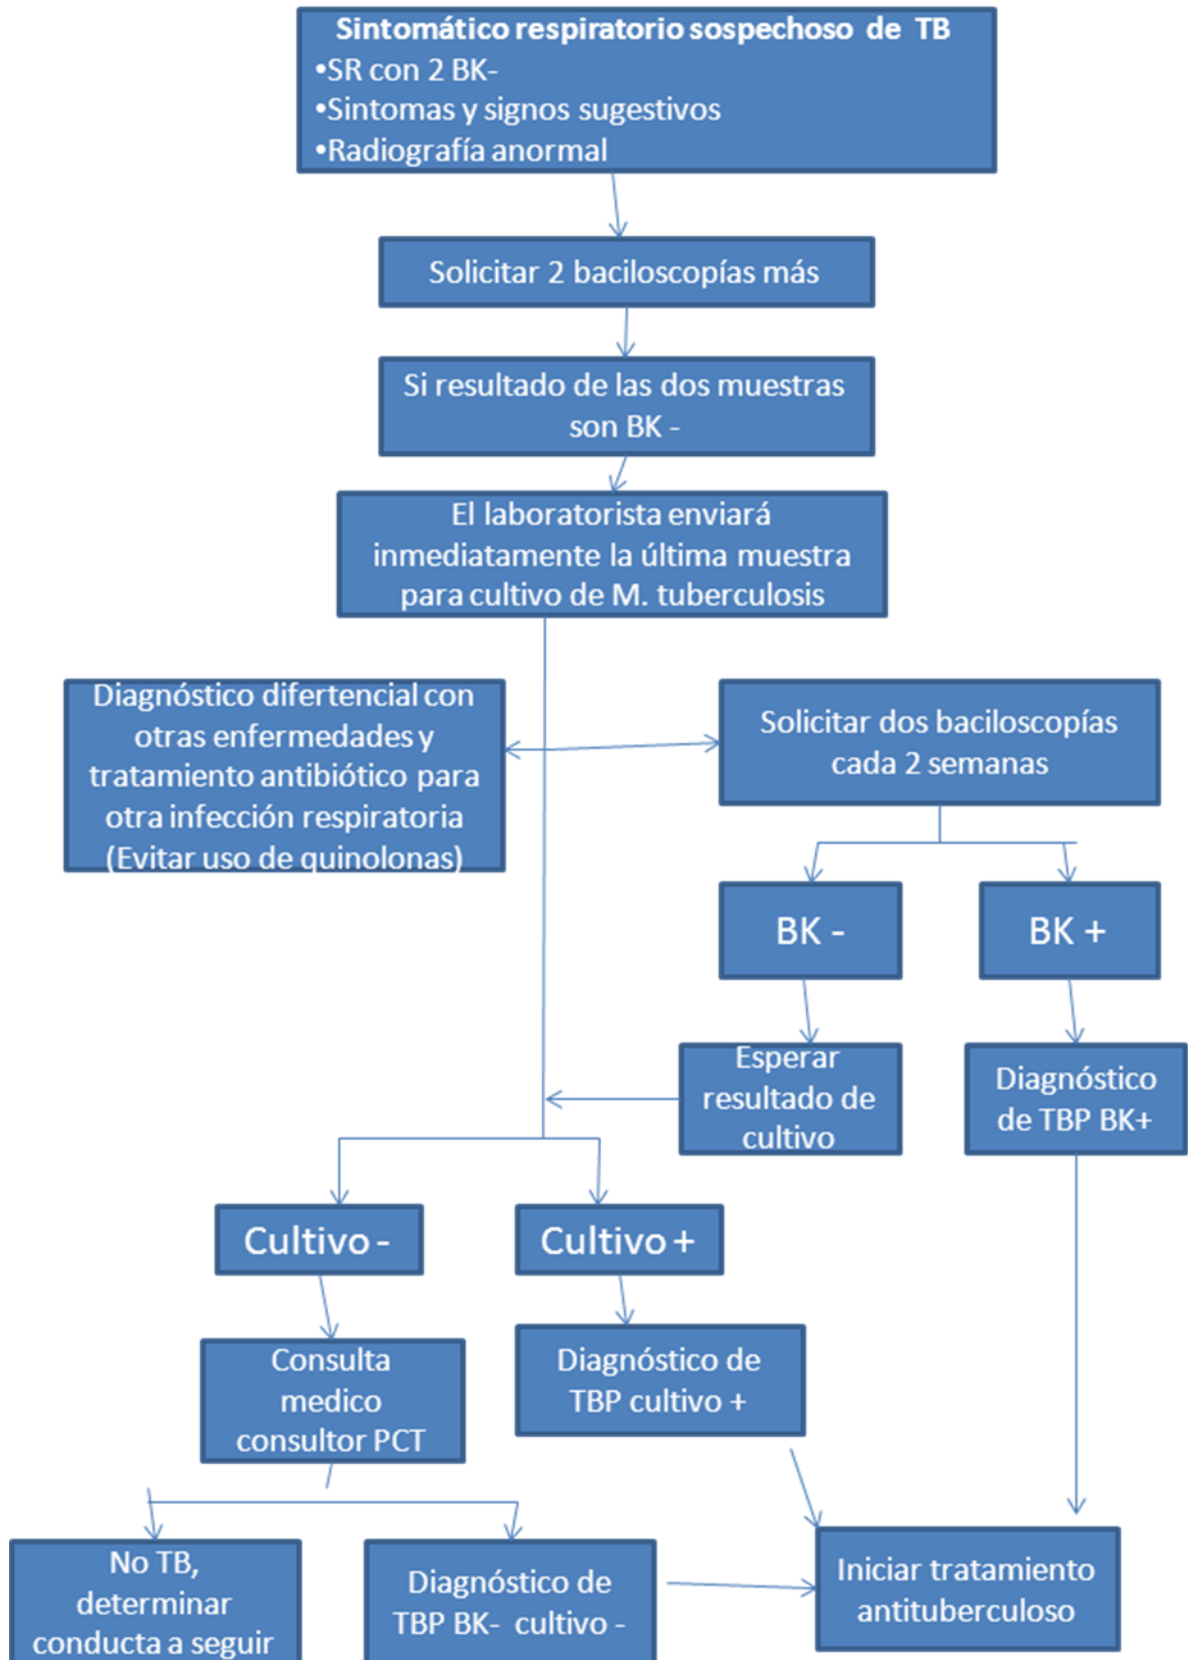 Sintomático respiratorio sospechoso de TB
•SR con 2 BK-
•Sintomas y signos sugestivos
•Radiografía anormal
Solicitar 2 baciloscopías más
Si resultado de las dos muestras
son BK -
El laboratorista enviará
inmediatamente la última muestra
para cultivo de M. tuberculosis
Diagnóstico difertencial con
otras enfermedades y
tratamiento antibiótico para
otra infección respiratoria
(Evitar uso de quinolonas)
Solicitar dos baciloscopías
cada 2 semanas
BK -
BK +
Esperar
resultado de
cultivo
Diagnóstico
de TBP BK+
Cultivo -
Cultivo +
Consulta
medico
consultor PCT
Diagnóstico de
TBP cultivo +
No TB,
determinar
conducta a seguir
Diagnóstico de
TBP BK- cultivo -
Iniciar tratamiento
antituberculoso